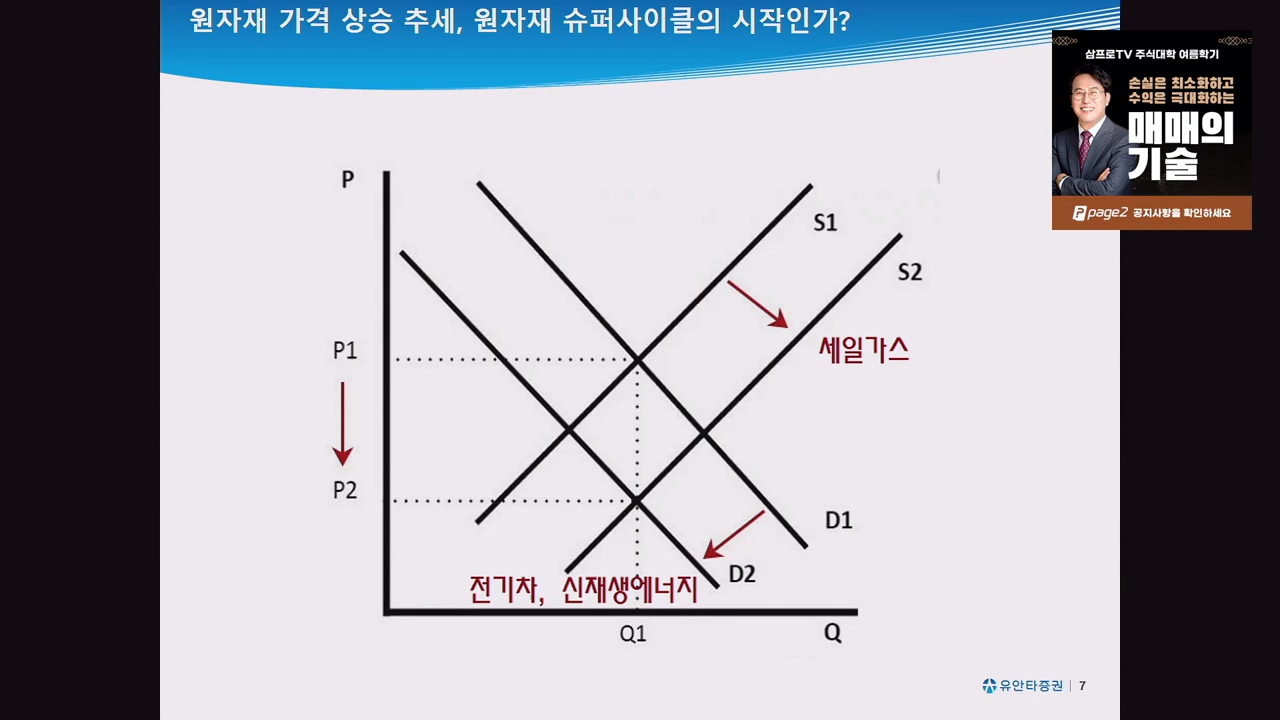 원자재 가격 상승 추세, 원자재 슈퍼사이클의 시작인가?
삼프로TV 주식대학 여름학기
손실은 최소화하고
수익은 극대화하는
매매의
기술
page2 공지사항을 확인하세요
P
S1
S2
P1
세일가스
P2
D1
D2
전기차, 신재생에너지
Q1
Q
유안타증권 | 7